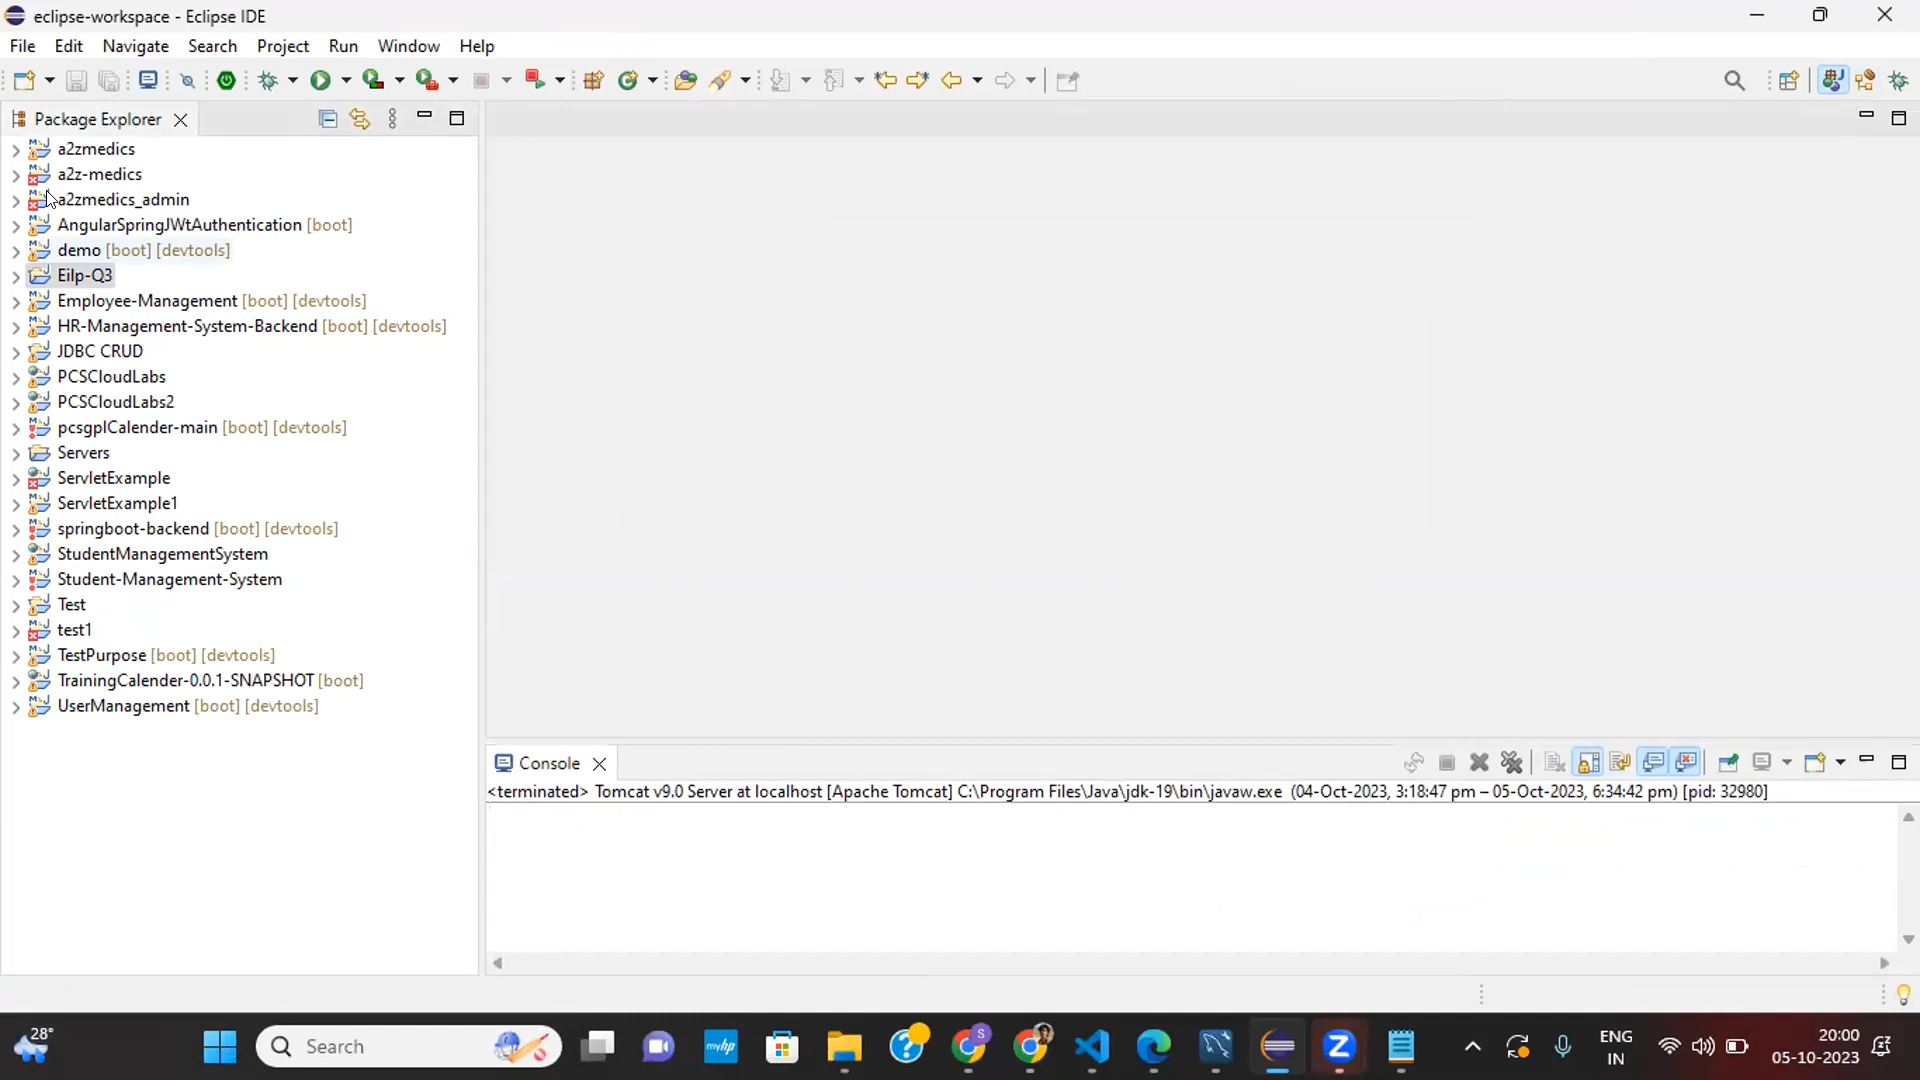 eclipse-workspace - Eclipse IDE
File Edit Navigate Search Project Run Window Help
Package Explorer
a2zmedics
a2z-medics
a2zmedics_admin
AngularSpringJWtAuthentication [boot]
demo [boot] [devtools]
Eilp-Q3
Employee-Management [boot] [devtools]
HR-Management-System-Backend [boot] [devtools]
JDBC CRUD
PCSCloudLabs
PCSCloudLabs2
pcsgplCalender-main [boot] [devtools]
Servers
ServletExample
ServletExample1
springboot-backend [boot] [devtools]
StudentManagementSystem
Student-Management-System
Test
test1
TestPurpose [boot] [devtools]
TrainingCalender-0.0.1-SNAPSHOT [boot]
UserManagement [boot] [devtools]
Console
<terminated> Tomcat v9.0 Server at localhost [Apache Tomcat] C:\Program Files\Java\jdk-19\bin\javaw.exe (04-Oct-2023, 3:18:47 pm – 05-Oct-2023, 6:34:42 pm) [pid: 32980]
28°
Search
myhp
S
ENG
IN
20:00
05-10-2023